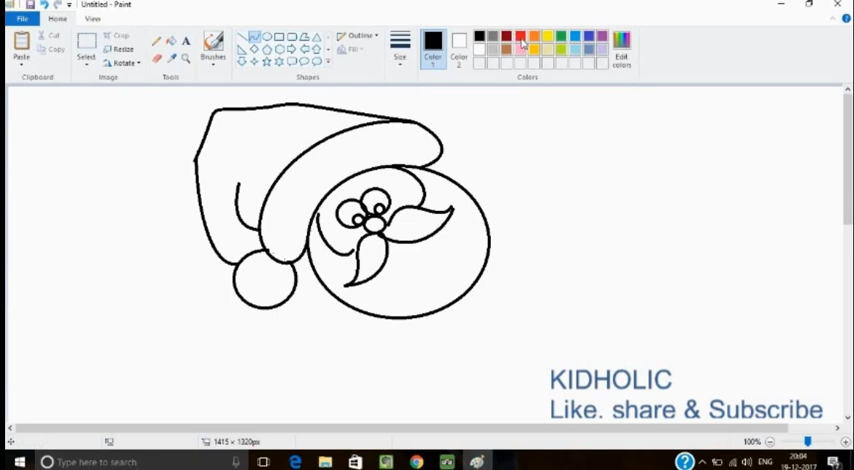 Untitled - Paint
File
Home
View
Paste
Cut
Copy
Clipboard
Select
Crop
Resize
Rotate
Image
A
Tools
Brushes
Outline
Fill
Shapes
Size
Color 1
Color 2
Edit colors
Colors
KIDHOLIC
Like. share & Subscribe
1415 × 1320px
100%
Type here to search
ENG
20:04
19-12-2017